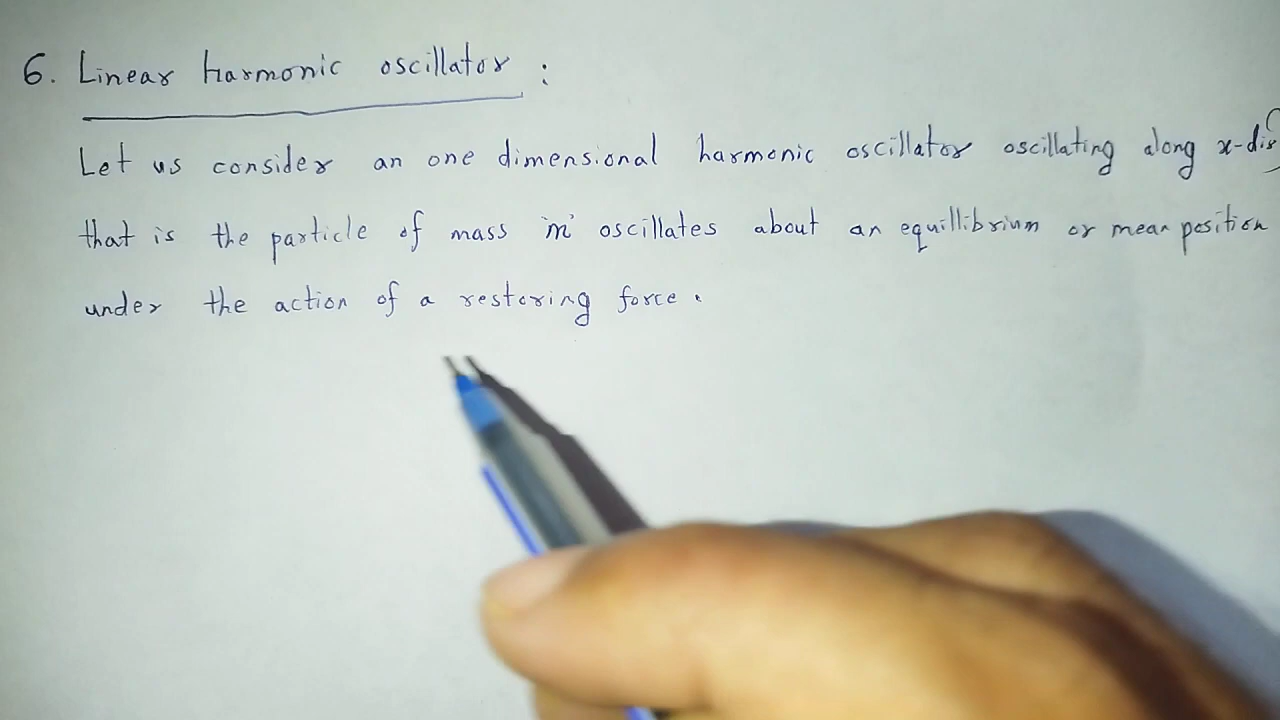 6. Linear harmonic oscillator :
Let us consider an one dimensional harmonic oscillator oscillating along x-dis
that is the particle of mass 'm' oscillates about an equillibrium or mean position
under the action of a restoring force.